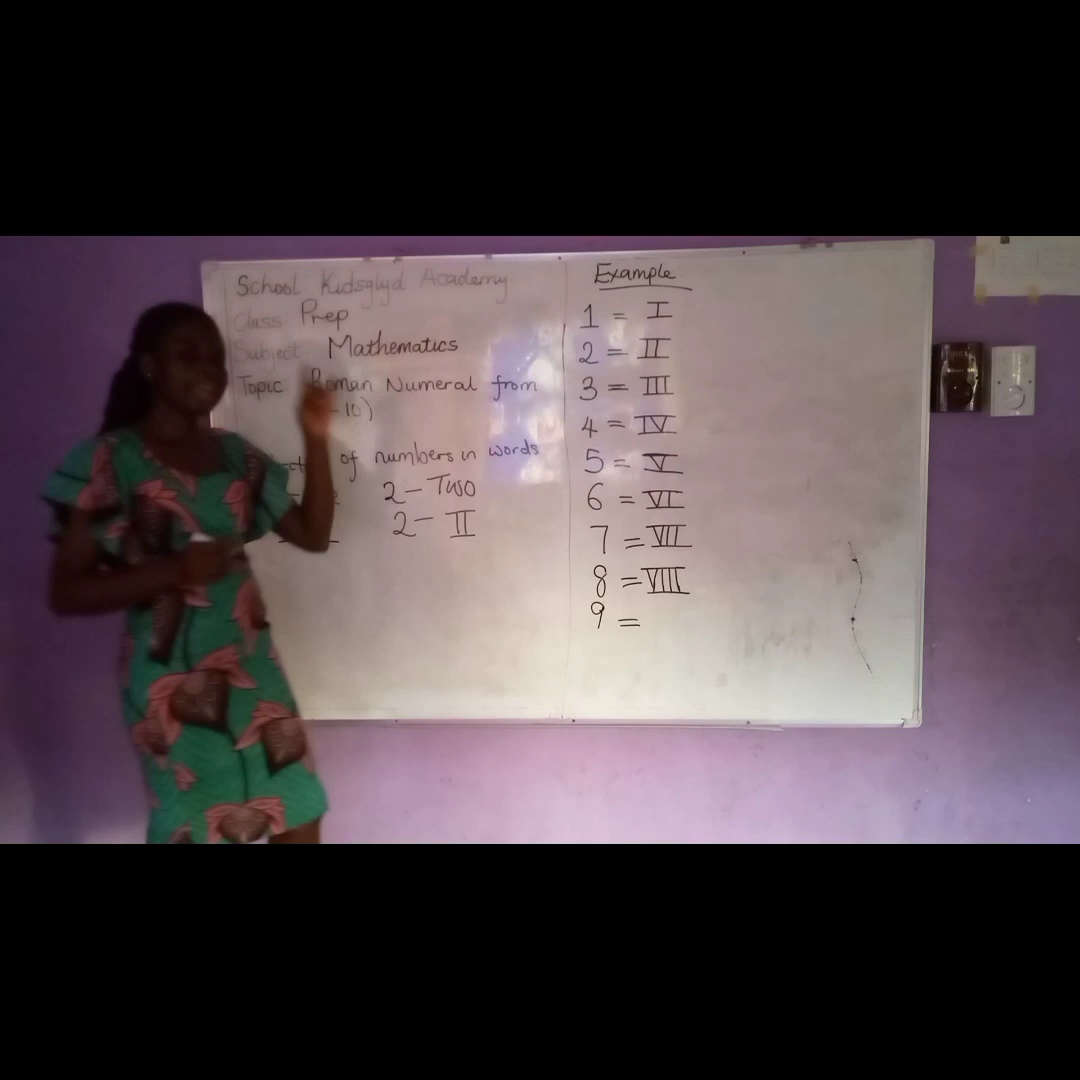 School: Kidsglyd Academy
Class: Prep
Subject: Mathematics
Topic: Roman Numeral from
-10)
of numbers in words
2 - Two
2 - II
Example
1 = I
2 = II
3 = III
4 = IV
5 = V
6 = VI
7 = VII
8 = VIII
9 =